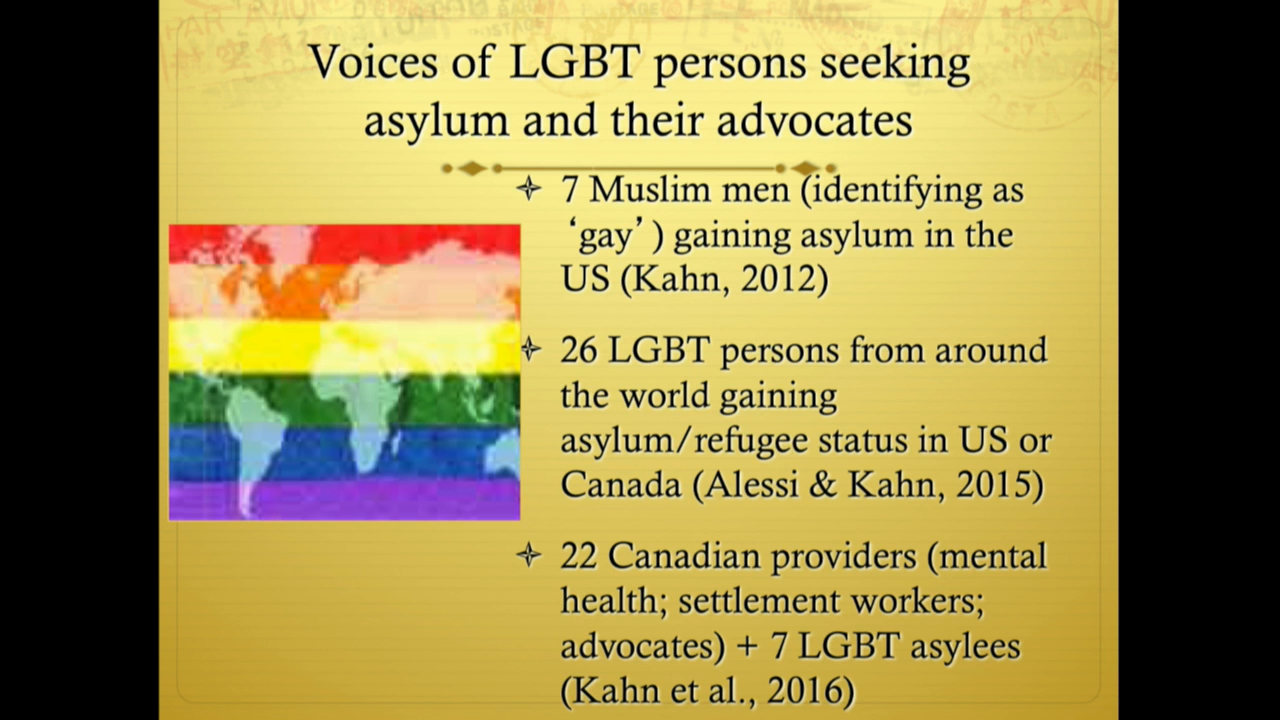 Voices of LGBT persons seeking
asylum and their advocates
7 Muslim men (identifying as
‘gay’ ) gaining asylum in the
US (Kahn, 2012)
26 LGBT persons from around
the world gaining
asylum/refugee status in US or
Canada (Alessi & Kahn, 2015)
22 Canadian providers (mental
health; settlement workers;
advocates) + 7 LGBT asylees
(Kahn et al., 2016)